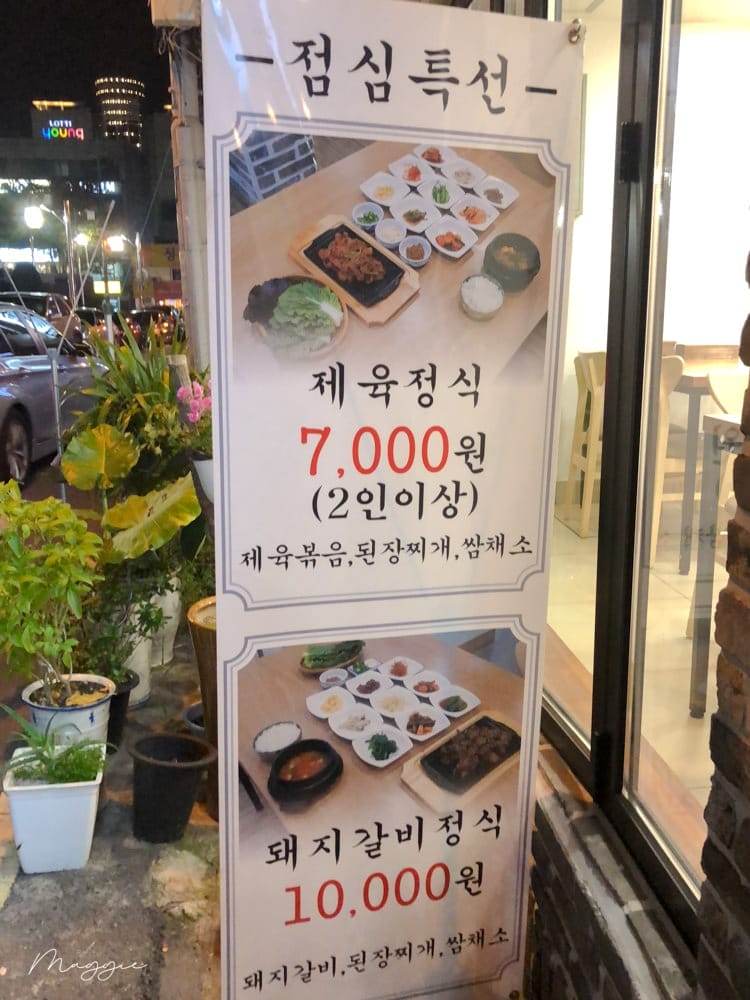 LOTTE
young
-점심특선-
제육정식
7,000원
(2인이상)
제육볶음,된장찌개,쌈채소
돼지갈비정식
10,000원
돼지갈비,된장찌개,쌈채소
Maggie